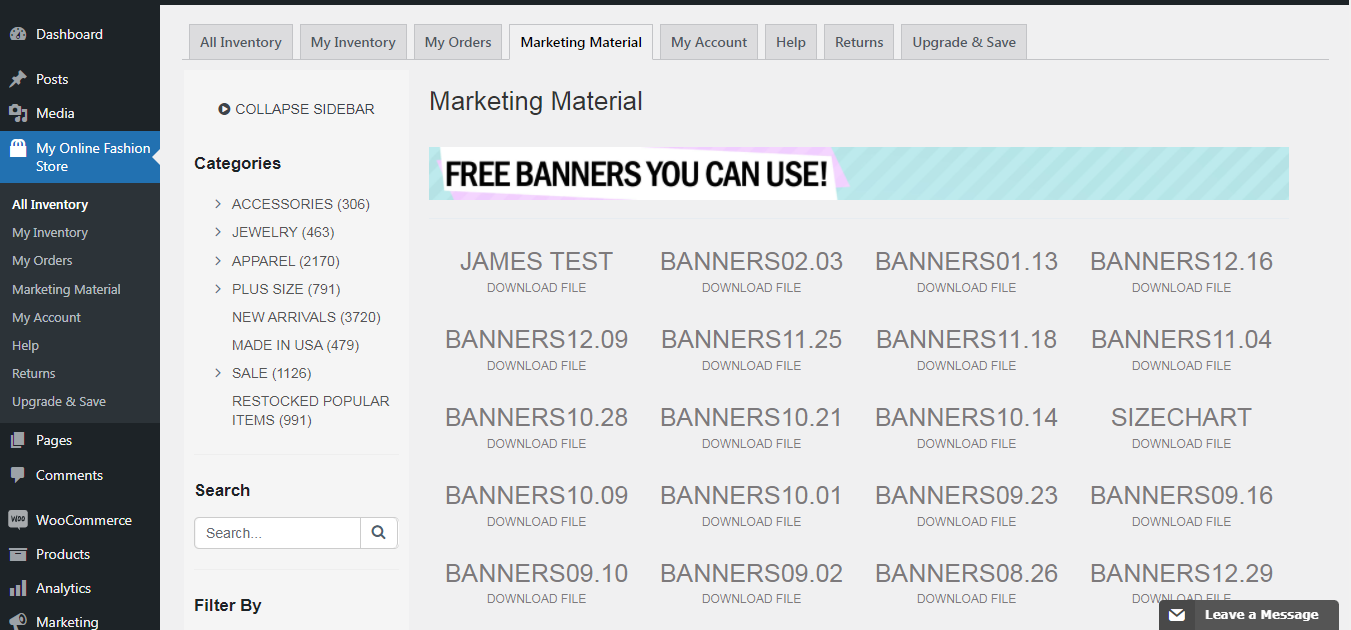 Dashboard
Posts
Media
My Online Fashion
Store
All Inventory
My Inventory
My Orders
Marketing Material
My Account
Help
Returns
Upgrade & Save
Pages
Comments
WooCommerce
Products
Analytics
Marketing
All Inventory
My Inventory
My Orders
Marketing Material
My Account
Help
Returns
Upgrade & Save
COLLAPSE SIDEBAR
Categories
ACCESSORIES (306)
JEWELRY (463)
APPAREL (2170)
PLUS SIZE (791)
NEW ARRIVALS (3720)
MADE IN USA (479)
SALE (1126)
RESTOCKED POPULAR
ITEMS (991)
Search
Search...
Filter By
Marketing Material
FREE BANNERS YOU CAN USE!
JAMES TEST BANNERS02.03 BANNERS01.13 BANNERS12.16
DOWNLOAD FILE DOWNLOAD FILE DOWNLOAD FILE DOWNLOAD FILE
BANNERS12.09 BANNERS11.25 BANNERS11.18 BANNERS11.04
DOWNLOAD FILE DOWNLOAD FILE DOWNLOAD FILE DOWNLOAD FILE
BANNERS10.28 BANNERS10.21 BANNERS10.14 SIZECHART
DOWNLOAD FILE DOWNLOAD FILE DOWNLOAD FILE DOWNLOAD FILE
BANNERS10.09 BANNERS10.01 BANNERS09.23 BANNERS09.16
DOWNLOAD FILE DOWNLOAD FILE DOWNLOAD FILE DOWNLOAD FILE
BANNERS09.10 BANNERS09.02 BANNERS08.26 BANNERS12.29
DOWNLOAD FILE DOWNLOAD FILE DOWNLOAD FILE DOWNLOAD FILE
Leave a Message